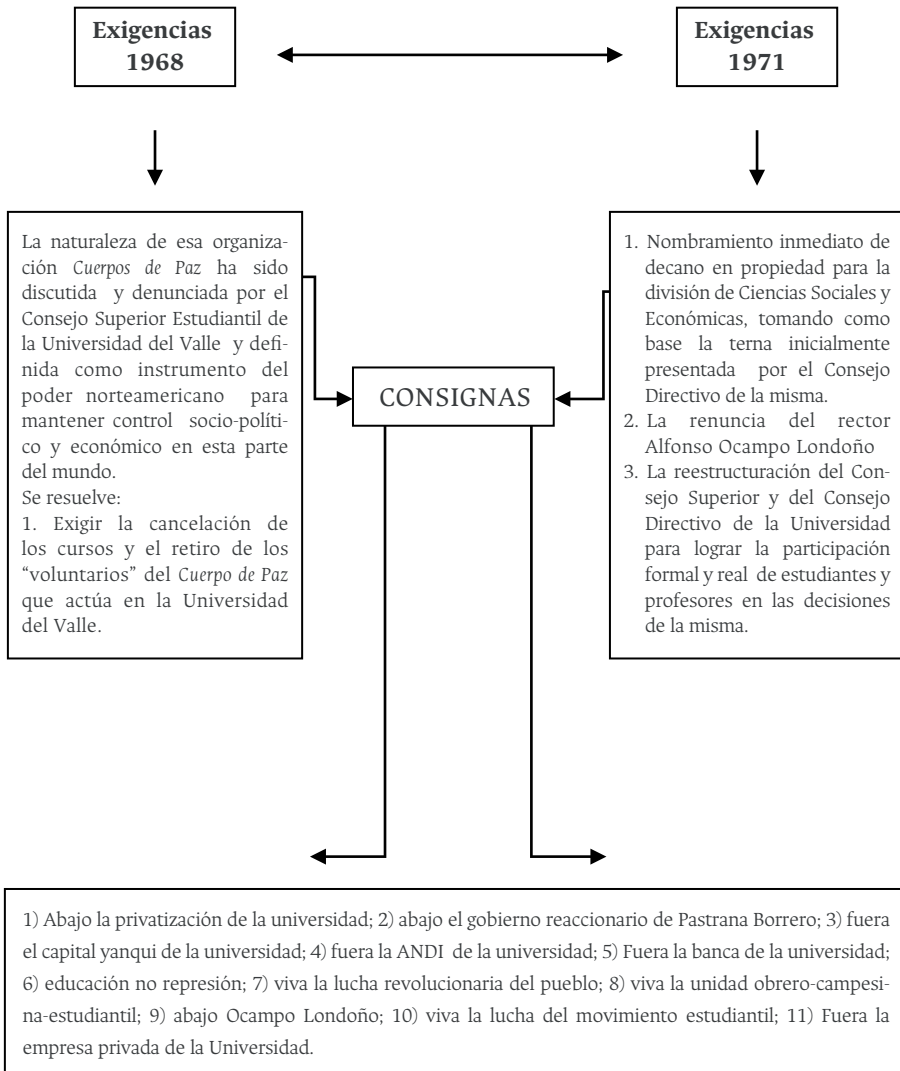 Exigencias
1968
Exigencias
1971
La naturaleza de esa organiza-
ción Cuerpos de Paz ha sido
discutida y denunciada por el
Consejo Superior Estudiantil de
la Universidad del Valle y defi-
nida como instrumento del
poder norteamericano para
mantener control socio-políti-
co y económico en esta parte
del mundo.
Se resuelve:
1. Exigir la cancelación de
los cursos y el retiro de los
“voluntarios” del Cuerpo de Paz
que actúa en la Universidad
del Valle.
CONSIGNAS
1. Nombramiento inmediato de
decano en propiedad para la
división de Ciencias Sociales y
Económicas, tomando como
base la terna inicialmente
presentada por el Consejo
Directivo de la misma.
2. La renuncia del rector
Alfonso Ocampo Londoño
3. La reestructuración del Con-
sejo Superior y del Consejo
Directivo de la Universidad
para lograr la participación
formal y real de estudiantes y
profesores en las decisiones
de la misma.
1) Abajo la privatización de la universidad; 2) abajo el gobierno reaccionario de Pastrana Borrero; 3) fuera
el capital yanqui de la universidad; 4) fuera la ANDI de la universidad; 5) Fuera la banca de la universidad;
6) educación no represión; 7) viva la lucha revolucionaria del pueblo; 8) viva la unidad obrero-campesi-
na-estudiantil; 9) abajo Ocampo Londoño; 10) viva la lucha del movimiento estudiantil; 11) Fuera la
empresa privada de la Universidad.